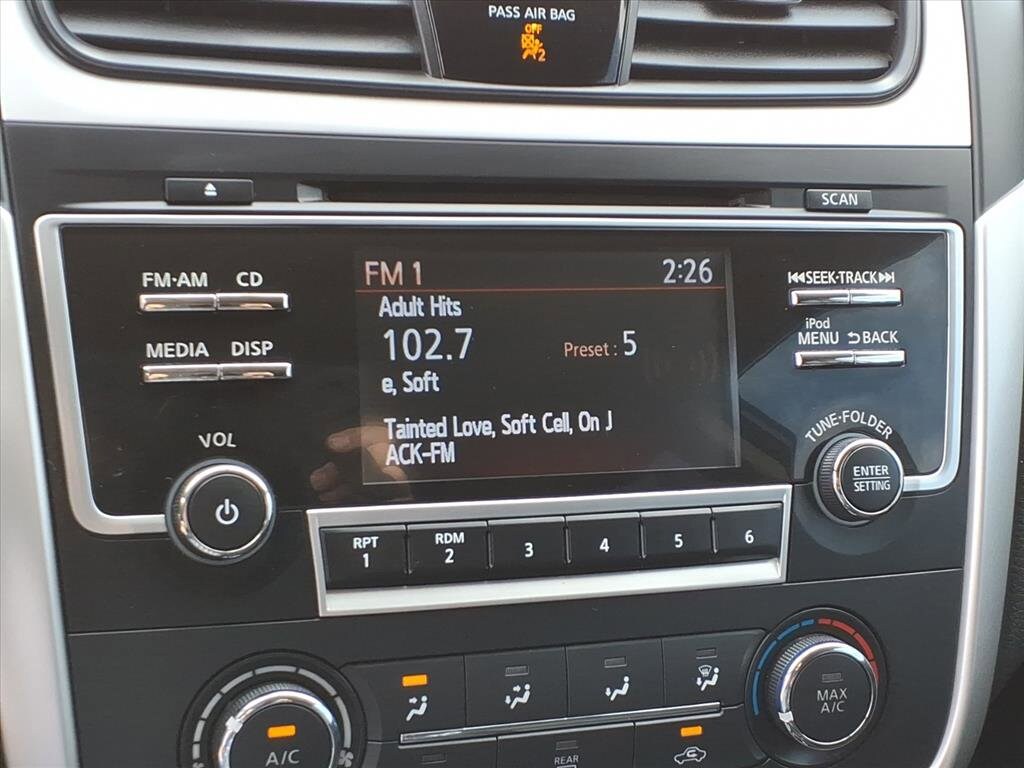 PASS AIR BAG
OFF
2
SCAN
FM·AM CD
MEDIA DISP
VOL
FM 1 2:26
Adult Hits
102.7 Preset : 5
e, Soft
Tainted Love, Soft Cell, On J
ACK-FM
SEEK·TRACK
iPod
MENU BACK
TUNE·FOLDER
ENTER
SETTING
RPT
1
RDM
2
3
4
5
6
A/C
REAR
MAX
A/C